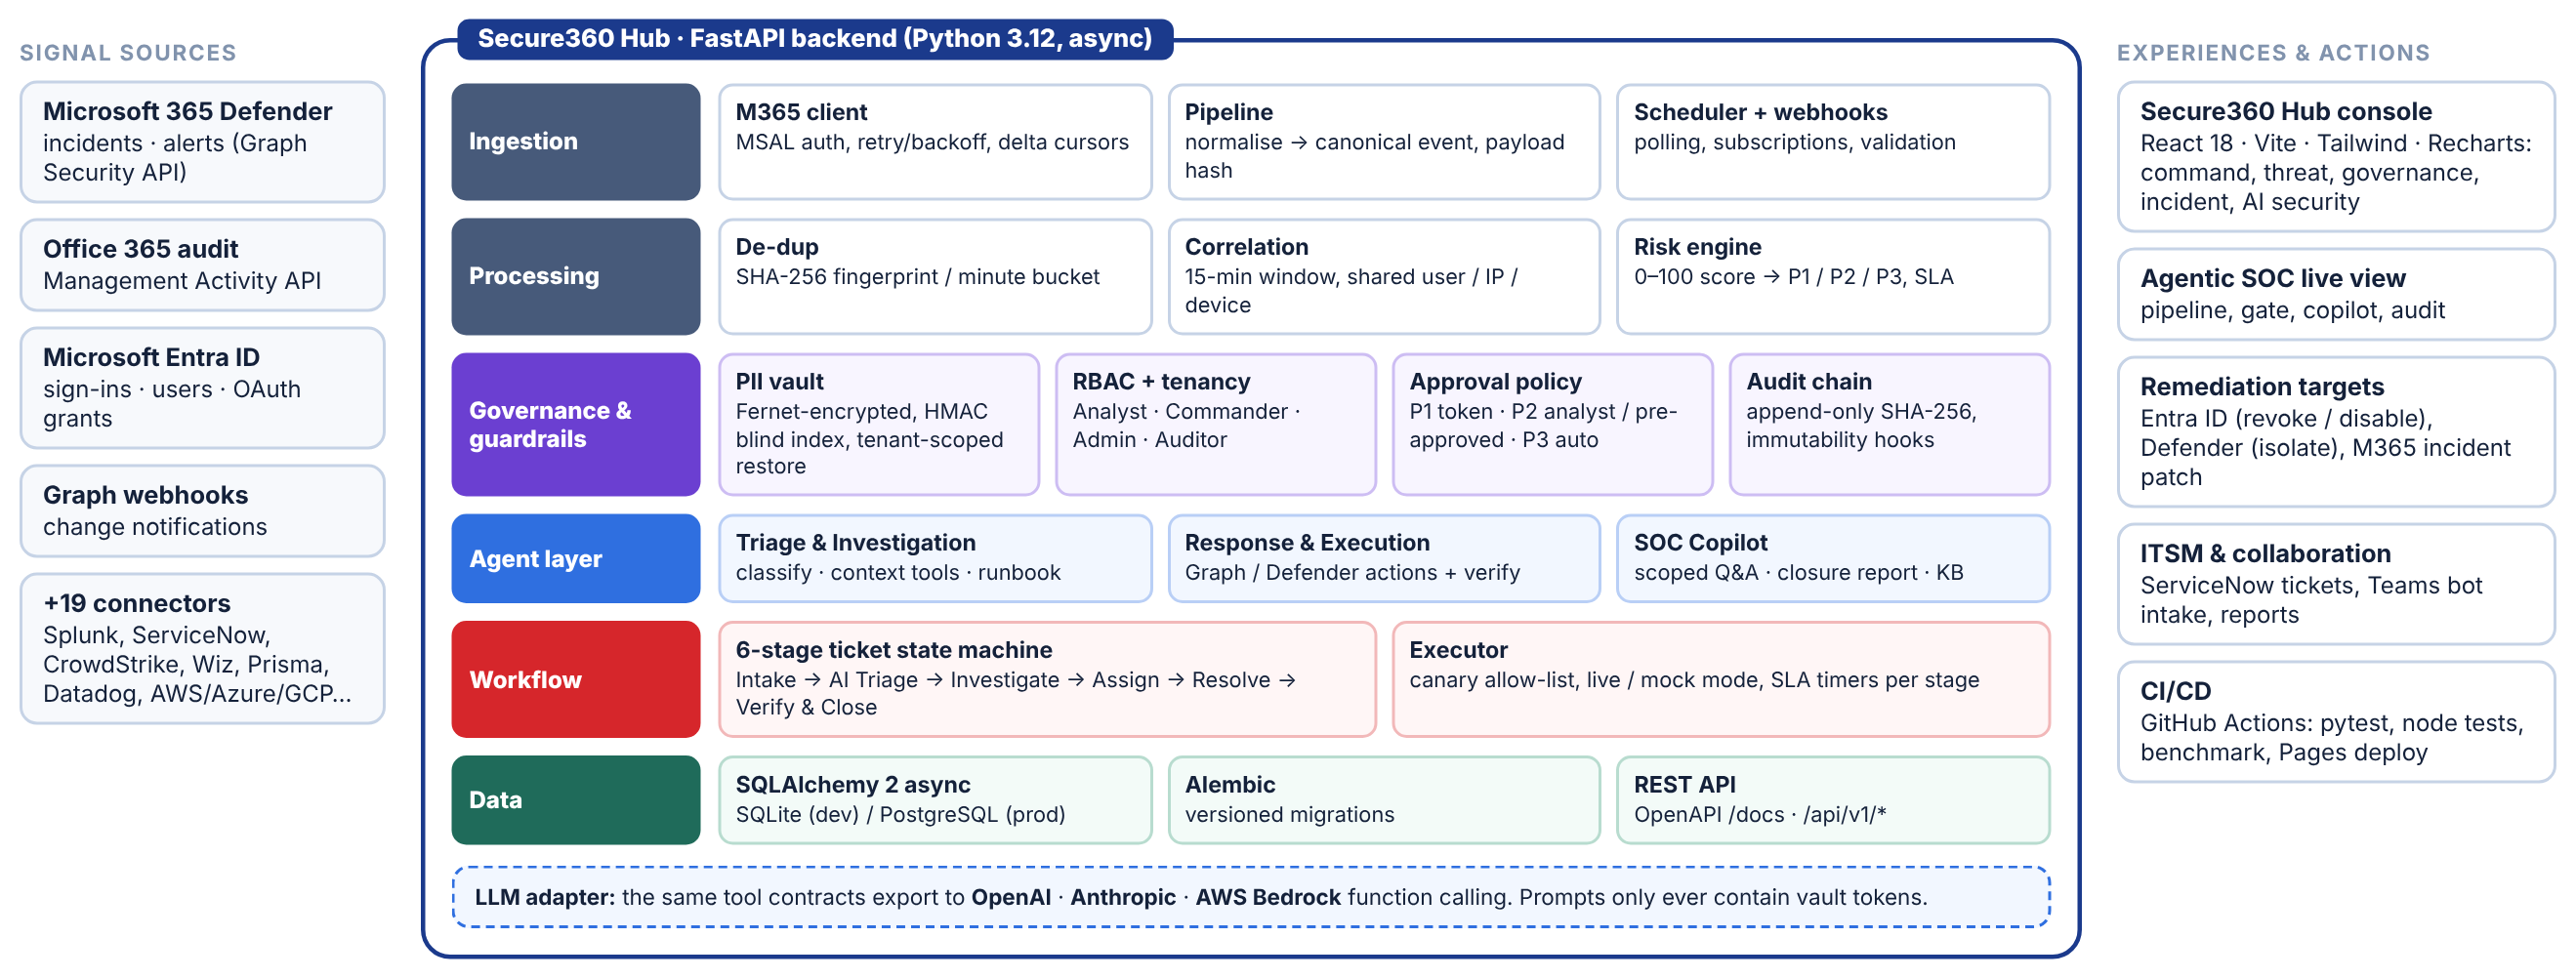 SIGNAL SOURCES
Microsoft 365 Defender
incidents · alerts (Graph
Security API)
Office 365 audit
Management Activity API
Microsoft Entra ID
sign-ins · users · OAuth
grants
Graph webhooks
change notifications
+19 connectors
Splunk, ServiceNow,
CrowdStrike, Wiz, Prisma,
Datadog, AWS/Azure/GCP...
Secure360 Hub · FastAPI backend (Python 3.12, async)
Ingestion
M365 client
MSAL auth, retry/backoff, delta cursors
Pipeline
normalise → canonical event, payload
hash
Scheduler + webhooks
polling, subscriptions, validation
Processing
De-dup
SHA-256 fingerprint / minute bucket
Correlation
15-min window, shared user / IP /
device
Risk engine
0–100 score → P1 / P2 / P3, SLA
Governance &
guardrails
PII vault
Fernet-encrypted, HMAC
blind index, tenant-scoped
restore
RBAC + tenancy
Analyst · Commander ·
Admin · Auditor
Approval policy
P1 token · P2 analyst / pre-
approved · P3 auto
Audit chain
append-only SHA-256,
immutability hooks
Agent layer
Triage & Investigation
classify · context tools · runbook
Response & Execution
Graph / Defender actions + verify
SOC Copilot
scoped Q&A · closure report · KB
Workflow
6-stage ticket state machine
Intake → AI Triage → Investigate → Assign → Resolve →
Verify & Close
Executor
canary allow-list, live / mock mode, SLA timers per stage
Data
SQLAlchemy 2 async
SQLite (dev) / PostgreSQL (prod)
Alembic
versioned migrations
REST API
OpenAPI /docs · /api/v1/*
LLM adapter: the same tool contracts export to OpenAI · Anthropic · AWS Bedrock function calling. Prompts only ever contain vault tokens.
EXPERIENCES & ACTIONS
Secure360 Hub console
React 18 · Vite · Tailwind · Recharts:
command, threat, governance,
incident, AI security
Agentic SOC live view
pipeline, gate, copilot, audit
Remediation targets
Entra ID (revoke / disable),
Defender (isolate), M365 incident
patch
ITSM & collaboration
ServiceNow tickets, Teams bot
intake, reports
CI/CD
GitHub Actions: pytest, node tests,
benchmark, Pages deploy